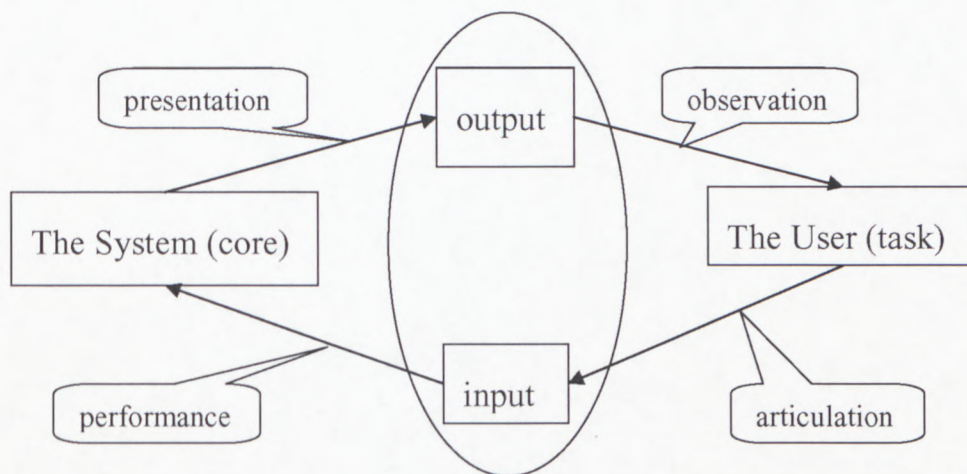 presentation
output
observation
The System (core)
The User (task)
performance
input
articulation